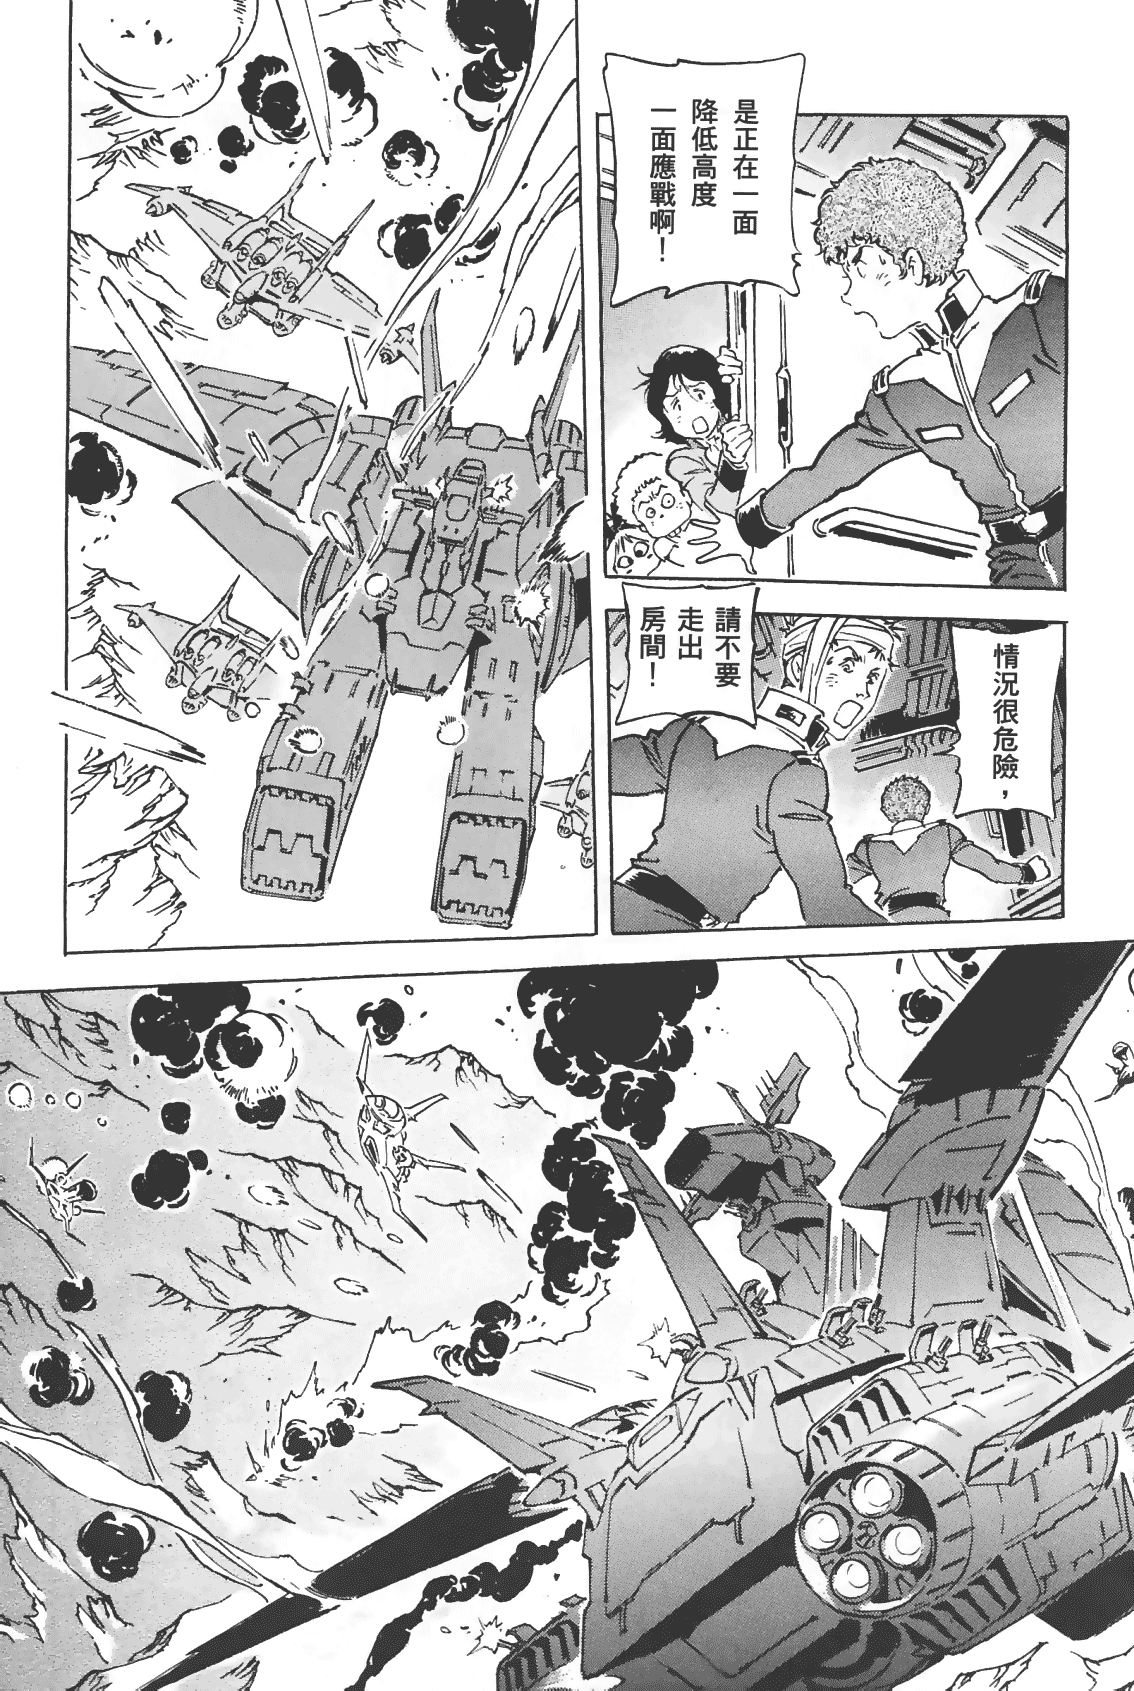 是正在一面
降低高度
一面應戰啊！
情況很危險，
請不要
走出
房間！